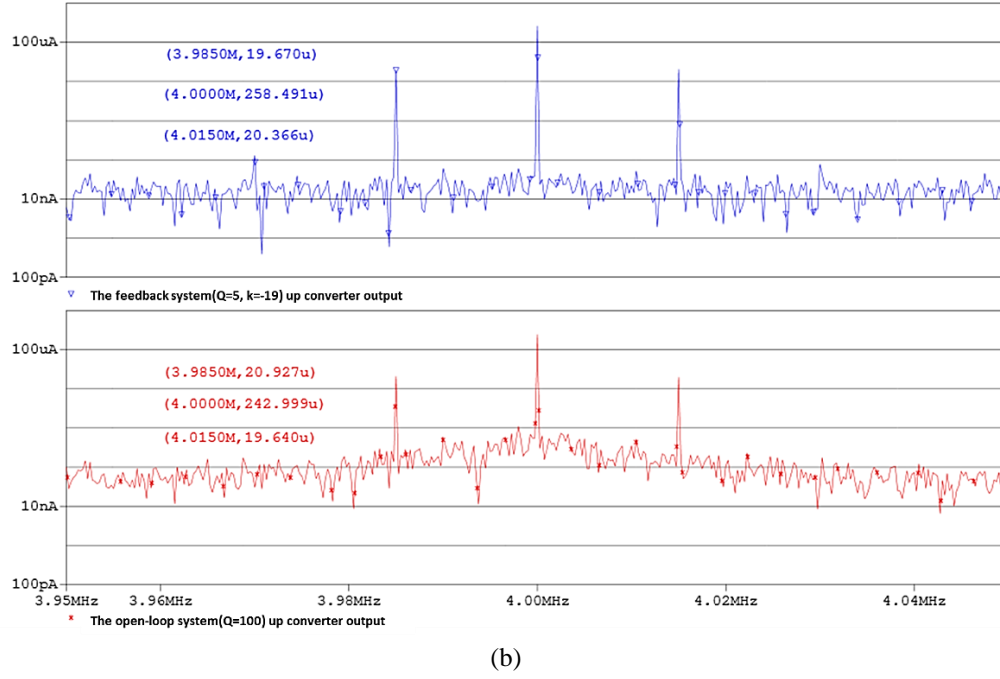 100uA
(3.9850M,19.670u)
(4.0000M,258.491u)
(4.0150M,20.366u)
10nA
100pA
The feedback system(Q=5, k=-19) up converter output
100uA
(3.9850M,20.927u)
(4.0000M,242.999u)
(4.0150M,19.640u)
10nA
100pA
3.95MHz 3.96MHz 3.98MHz 4.00MHz 4.02MHz 4.04MHz
The open-loop system(Q=100) up converter output
(b)